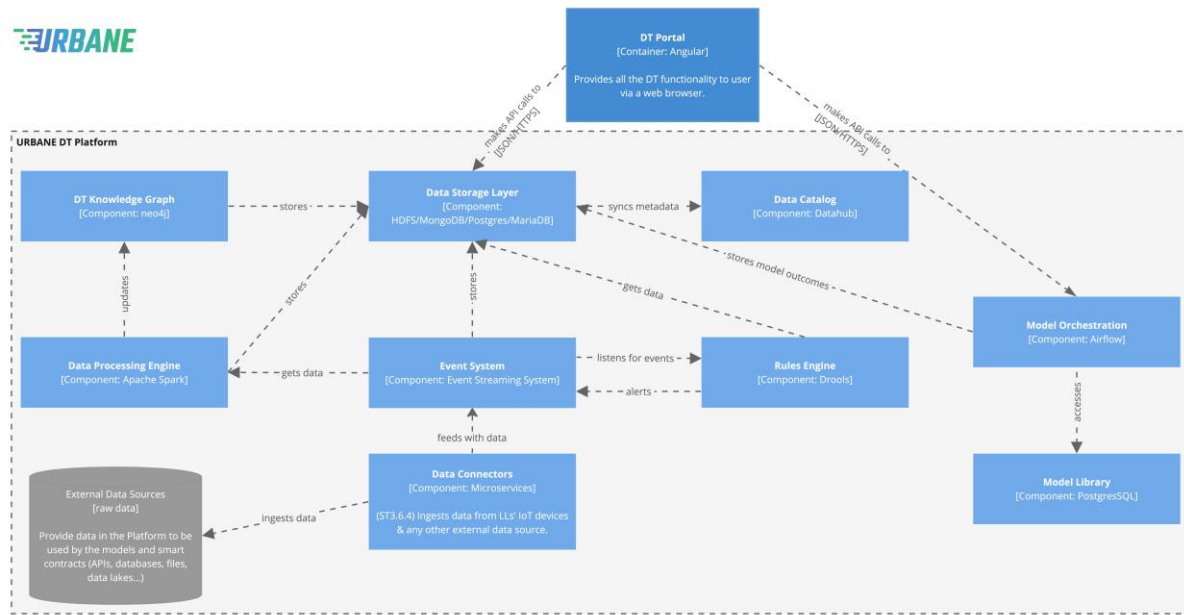 URBANE
DT Portal
[Container: Angular]
Provides all the DT functionality to user
via a web browser.
makes API calls to
[JSON/HTTPS]
makes API calls to
[JSON/HTTPS]
URBANE DT Platform
DT Knowledge Graph
[Component: neo4j]
stores
Data Storage Layer
[Component:
HDFS/MongoDB/Postgres/MariaDB]
syncs metadata
Data Catalog
[Component: Datahub]
updates
stores
stores
gets data
stores model outcomes
Model Orchestration
[Component: Airflow]
Data Processing Engine
[Component: Apache Spark]
gets data
Event System
[Component: Event Streaming System]
listens for events
alerts
Rules Engine
[Component: Drools]
accesses
feeds with data
External Data Sources
[raw data]
Provide data in the Platform to be
used by the models and smart
contracts (APIs, databases, files,
data lakes...)
ingests data
Data Connectors
[Component: Microservices]
(ST3.6.4) Ingests data from LLs' IoT devices
& any other external data source.
Model Library
[Component: PostgresSQL]